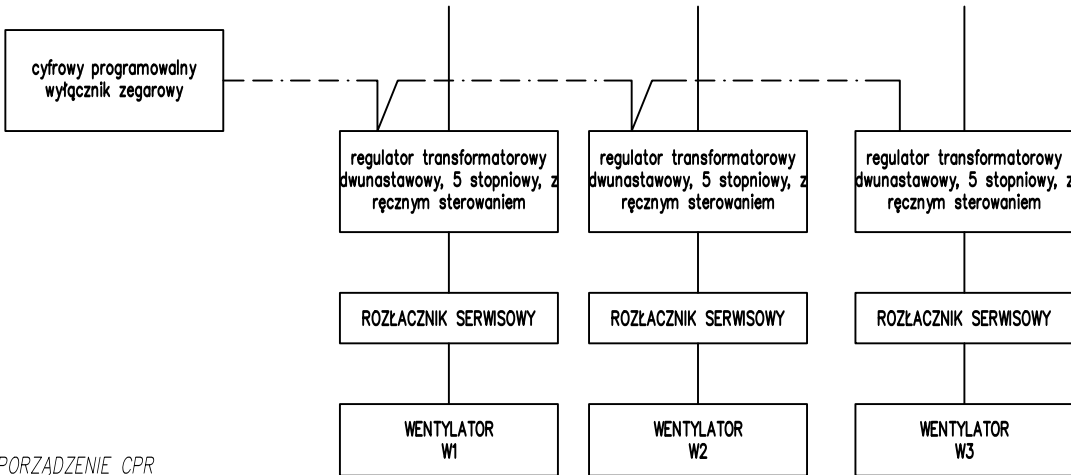 cyfrowy programowalny
wyłącznik zegarowy
regulator transformatorowy
dwunastawowy, 5 stopniowy, z
ręcznym sterowaniem
regulator transformatorowy
dwunastawowy, 5 stopniowy, z
ręcznym sterowaniem
regulator transformatorowy
dwunastawowy, 5 stopniowy, z
ręcznym sterowaniem
ROZŁACZNIK SERWISOWY
ROZŁACZNIK SERWISOWY
ROZŁACZNIK SERWISOWY
WENTYLATOR
W1
WENTYLATOR
W2
WENTYLATOR
W3
PORZĄDZENIE CPR